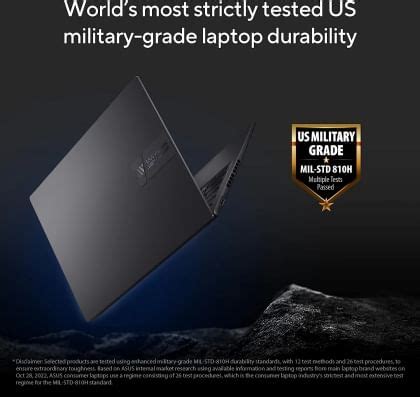 World's most strictly tested US
military-grade laptop durability
US MILITARY
GRADE
MIL-STD 810H
Multiple Tests
Passed
* Disclaimer: Selected products are tested using enhanced military-grade MIL-STD-810H durability standards, with 12 test methods and 26 test procedures, to
ensure extraordinary toughness. Based on ASUS internal market research using available information and testing reports from main laptop brand websites on
Oct 28, 2022, ASUS consumer laptops use a regime consisting of 26 test procedures, which is the consumer laptop industry's strictest and most extensive test
regime for the MIL-STD-810H standard.